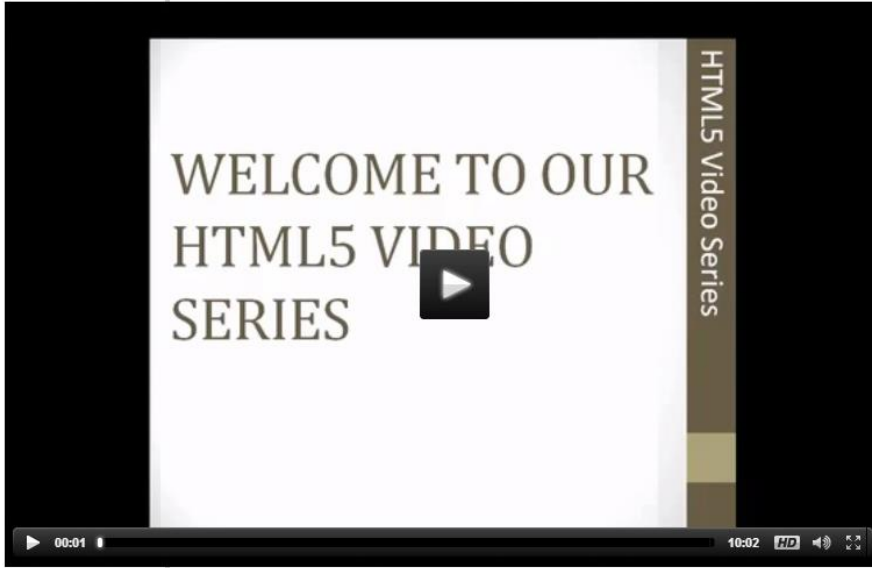 WELCOME TO OUR
HTML5 VIDEO
SERIES
HTML5 Video Series
00:01
10:02
HD